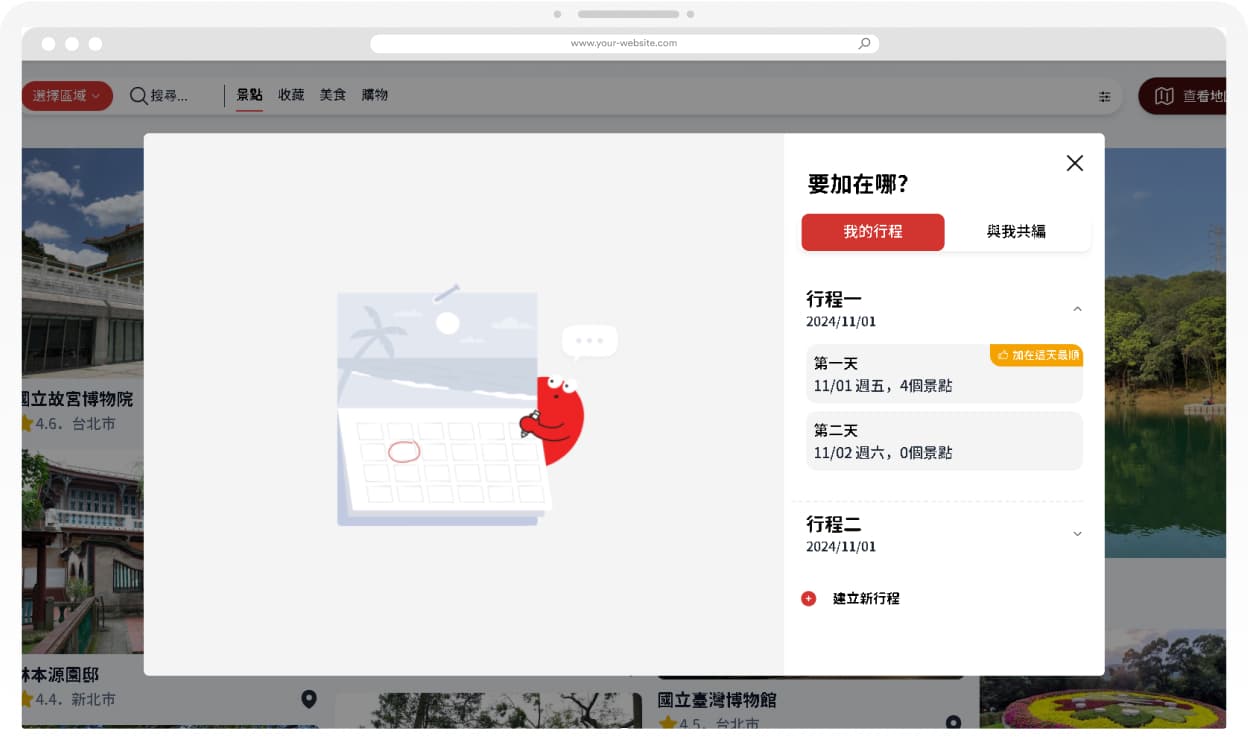 www.your-website.com
選擇區域
搜尋...
景點 收藏 美食 購物
查看地
要加在哪?
我的行程 與我共編
行程一
2024/11/01
加在這天最順
第一天
11/01 週五，4個景點
第二天
11/02 週六，0個景點
行程二
2024/11/01
建立新行程
國立故宮博物院
4.6. 台北市
林本源園邸
4.4. 新北市
國立臺灣博物館
4.5. 台北市